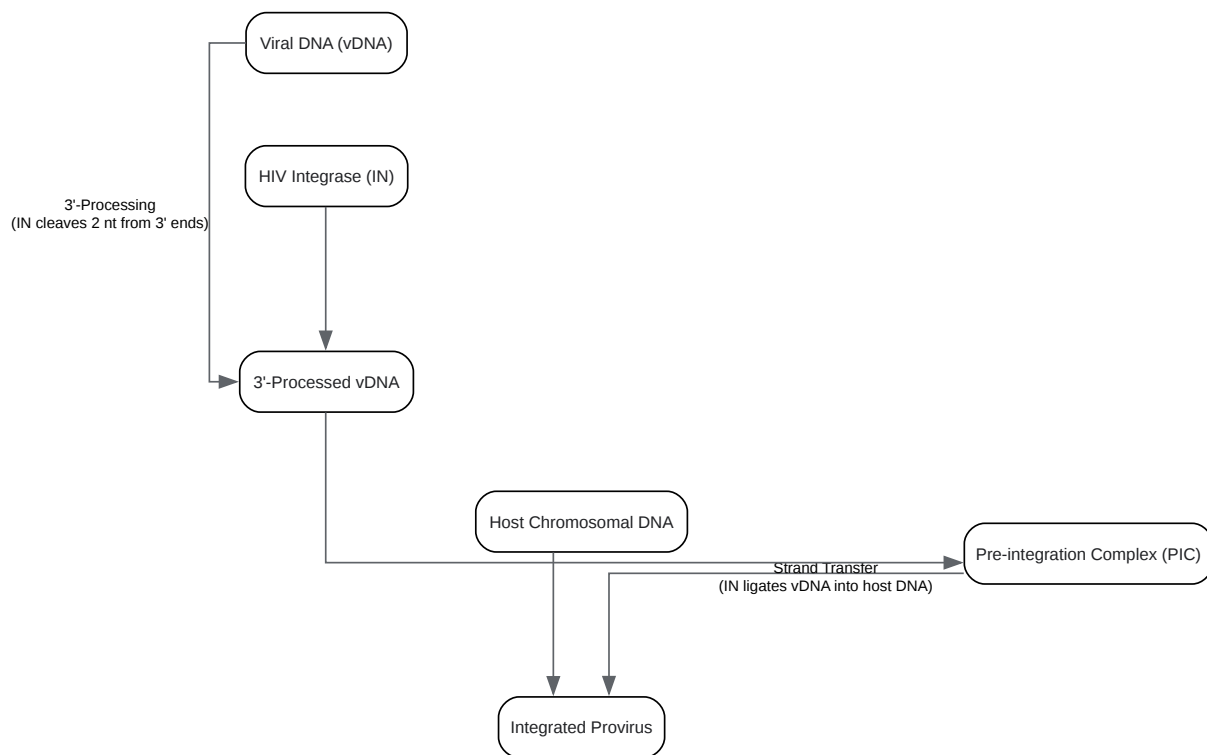 Viral DNA (vDNA)
HIV Integrase (IN)
3'-Processing
(IN cleaves 2 nt from 3' ends)
3'-Processed vDNA
Host Chromosomal DNA
Pre-integration Complex (PIC)
Strand Transfer
(IN ligates vDNA into host DNA)
Integrated Provirus